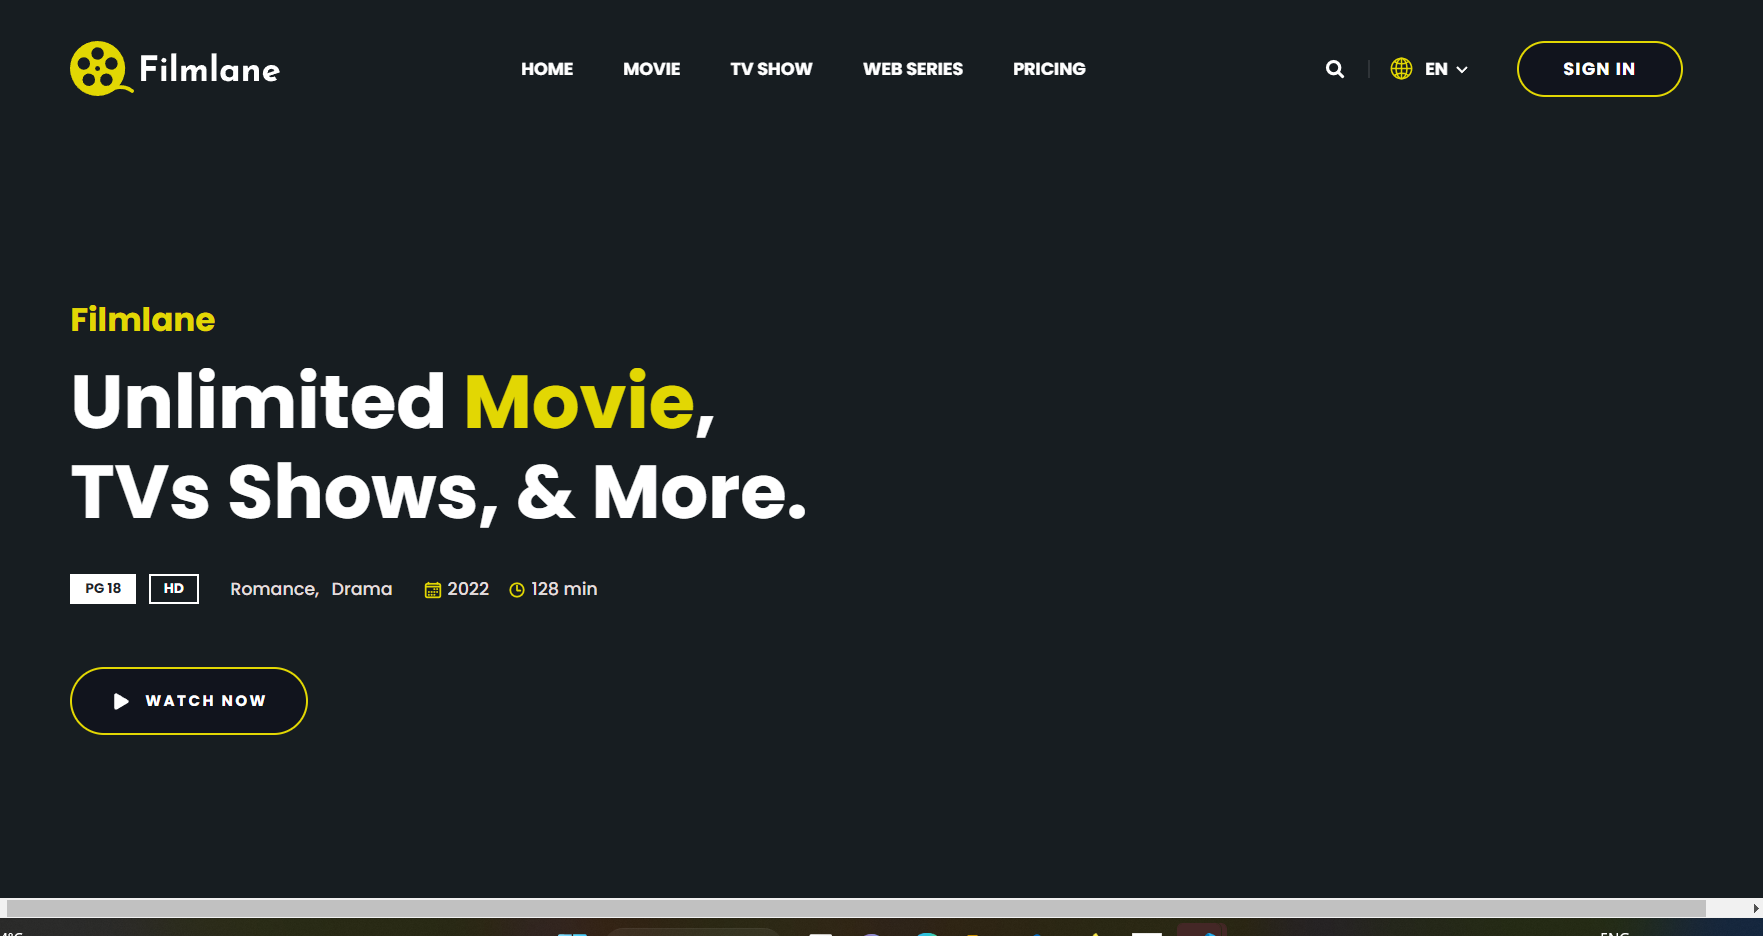 Filmlane HOME MOVIE TV SHOW WEB SERIES PRICING EN SIGN IN
Filmlane
Unlimited Movie,
TVs Shows, & More.
PG 18 HD Romance, Drama 2022 128 min
WATCH NOW